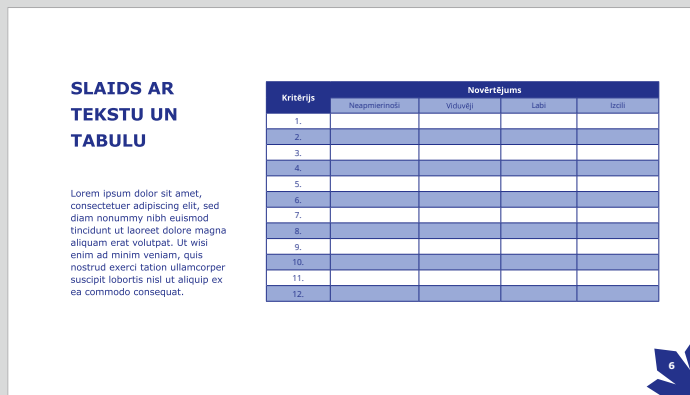 SLAIDS AR
TEKSTU UN
TABULU
Lorem ipsum dolor sit amet,
consectetuer adipiscing elit, sed
diam nonummy nibh euismod
tincidunt ut laoreet dolore magna
aliquam erat volutpat. Ut wisi
enim ad minim veniam, quis
nostrud exerci tation ullamcorper
suscipit lobortis nisl ut aliquip ex
ea commodo consequat.
Kritērijs
Novērtējums
Neapmierinoši Viduvēji Labi Izcili
1.
2.
3.
4.
5.
6.
7.
8.
9.
10.
11.
12.
6